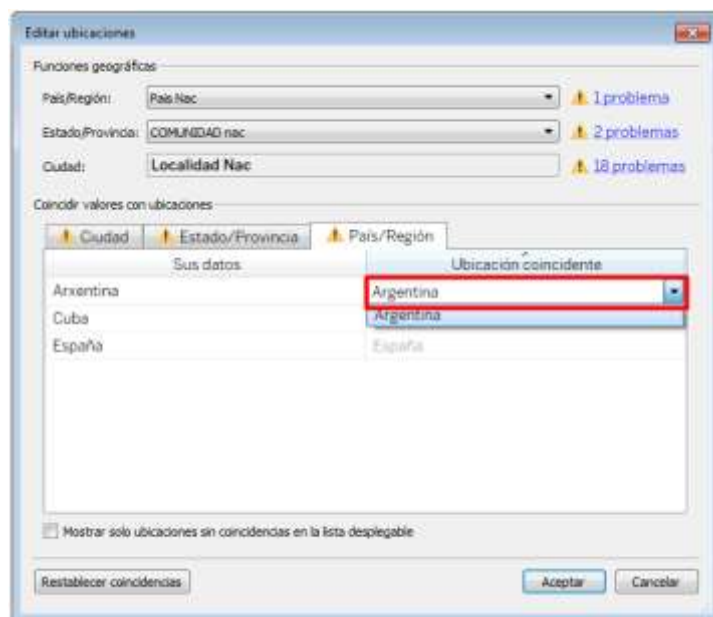 Editar ubicaciones
Funciones geográficas
País/Región: País Nac 1 problema
Estado/Provincia: COMUNIDAD nac 2 problemas
Ciudad: Localidad Nac 18 problemas
Coincidir valores con ubicaciones
Ciudad Estado/Provincia País/Región
Sus datos Ubicación coincidente
Arxentina Argentina
Cuba Argentina
España España
Mostrar solo ubicaciones sin coincidencias en la lista desplegable
Restablecer coincidencias Aceptar Cancelar